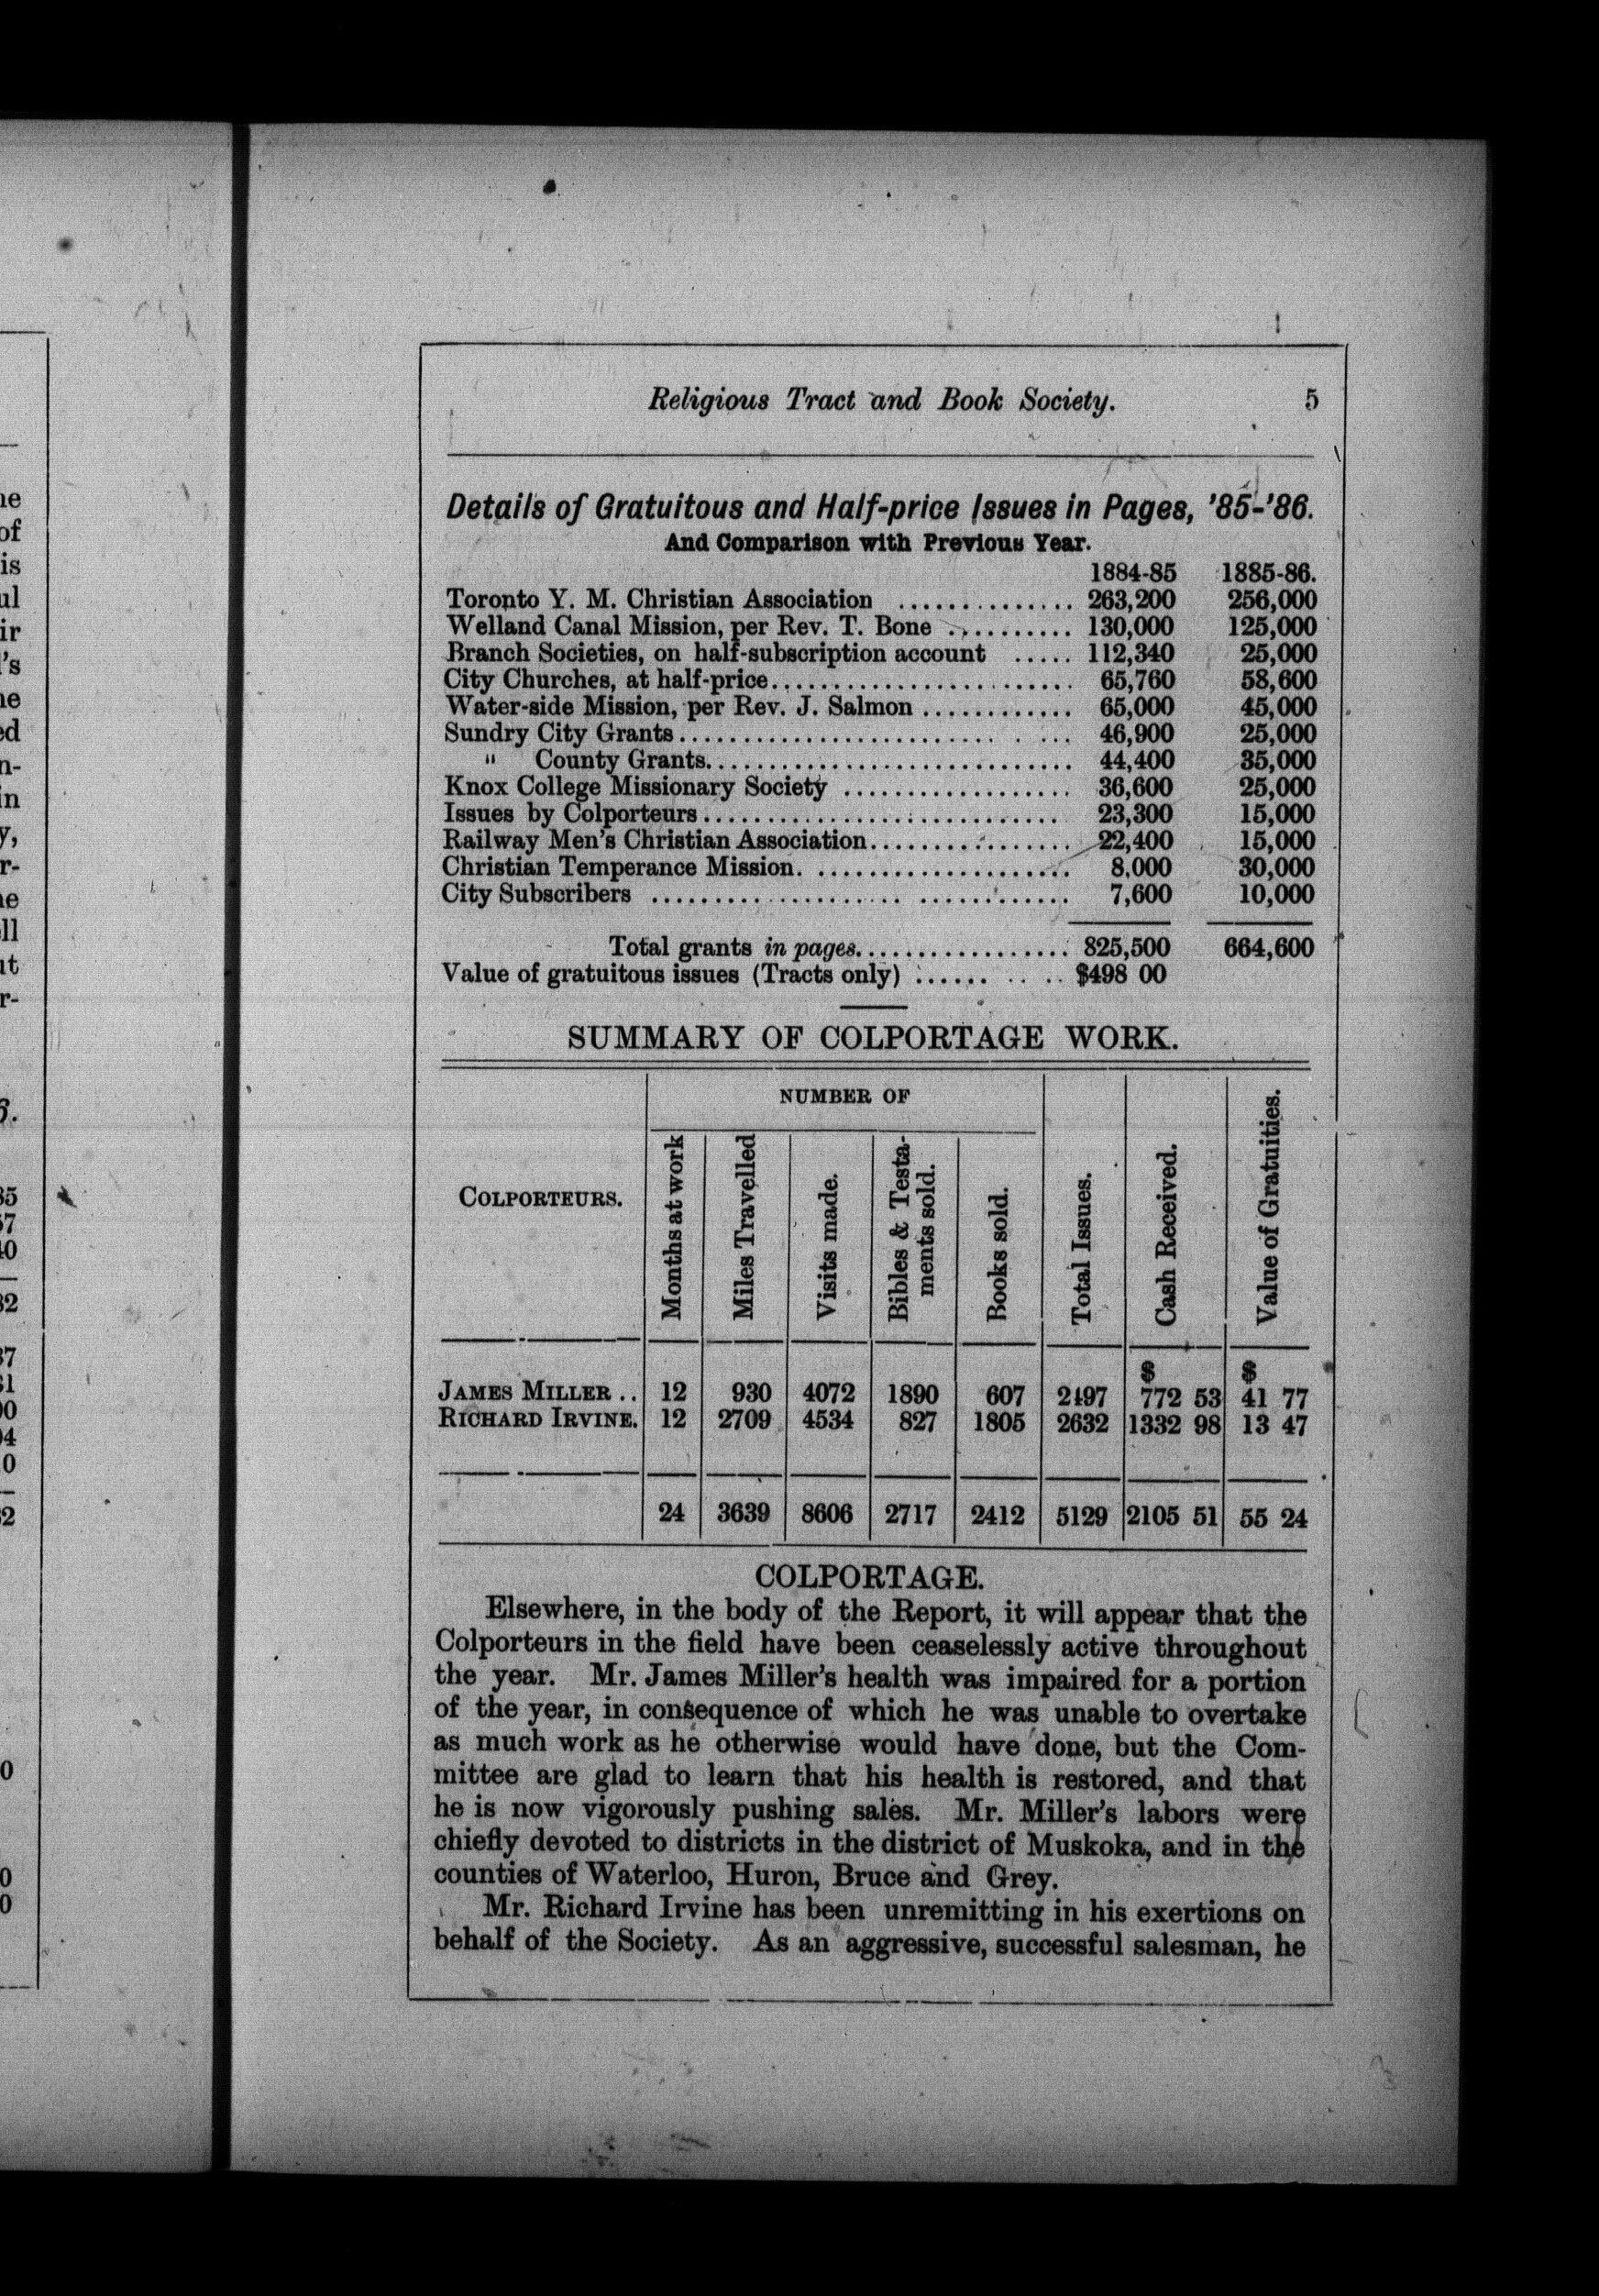 Religious Tract and Book Society. 5
Details of Gratuitous and Half-price Issues in Pages, '85-'86.
And Comparison with Previous Year.
1884-85 1885-86.
Toronto Y. M. Christian Association .............. 263,200 256,000
Welland Canal Mission, per Rev. T. Bone .......... 130,000 125,000
Branch Societies, on half-subscription account ..... 112,340 25,000
City Churches, at half-price........................ 65,760 58,600
Water-side Mission, per Rev. J. Salmon ............ 65,000 45,000
Sundry City Grants............................ 46,900 25,000
" County Grants............................. 44,400 35,000
Knox College Missionary Society .................. 36,600 25,000
Issues by Colporteurs............................ 23,300 15,000
Railway Men's Christian Association................ 22,400 15,000
Christian Temperance Mission. .................... 8.000 30,000
City Subscribers ................................ 7,600 10,000
Total grants in pages................. 825,500 664,600
Value of gratuitous issues (Tracts only) ...... .. .. $498 00
SUMMARY OF COLPORTAGE WORK.
NUMBER OF
COLPORTEURS. Months at work Miles Travelled Visits made. Bibles & Testa-
ments sold. Books sold. Total Issues. Cash Received. Value of Gratuities.
$ $
JAMES MILLER .. 12 930 4072 1890 607 2497 772 53 41 77
RICHARD IRVINE. 12 2709 4534 827 1805 2632 1332 98 13 47
24 3639 8606 2717 2412 5129 2105 51 55 24
COLPORTAGE.
Elsewhere, in the body of the Report, it will appear that the
Colporteurs in the field have been ceaselessly active throughout
the year. Mr. James Miller's health was impaired for a portion
of the year, in consequence of which he was unable to overtake
as much work as he otherwise would have done, but the Com-
mittee are glad to learn that his health is restored, and that
he is now vigorously pushing sales. Mr. Miller's labors were
chiefly devoted to districts in the district of Muskoka, and in the
counties of Waterloo, Huron, Bruce and Grey.
Mr. Richard Irvine has been unremitting in his exertions on
behalf of the Society. As an aggressive, successful salesman, he